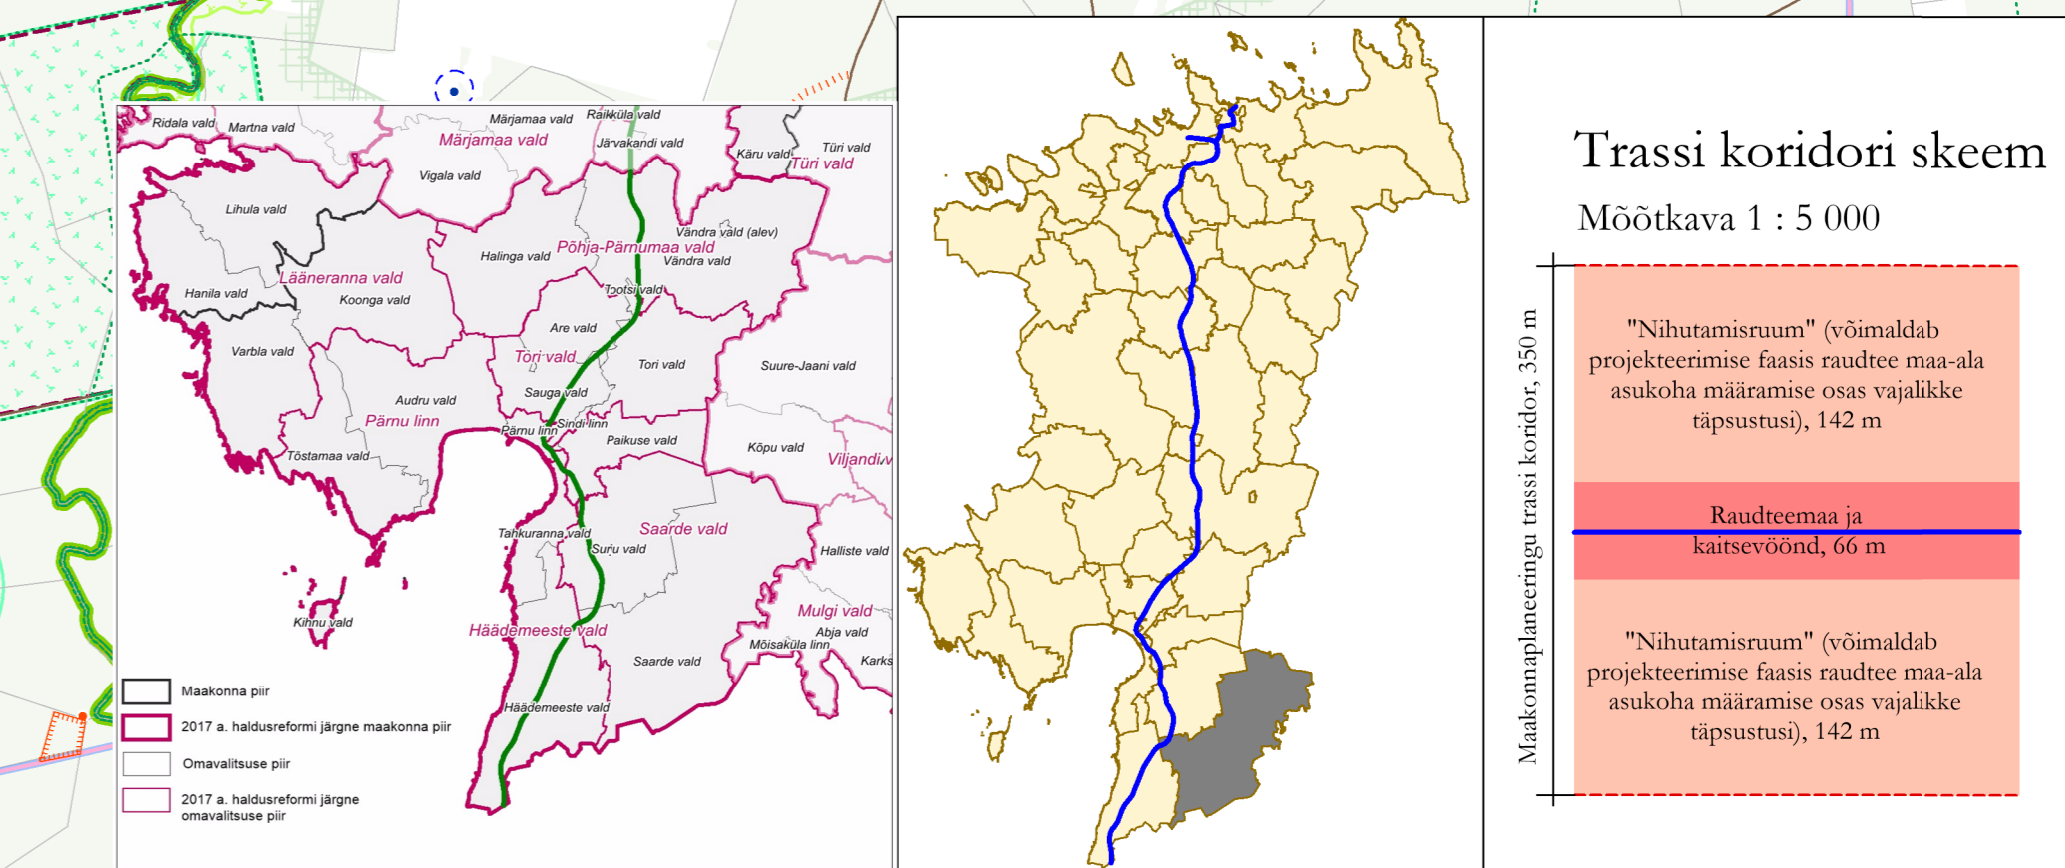 Ridala vald
Martna vald
Märjamaa vald
Raikküla vald
Märjamaa vald
Järvakandi vald
Käru vald
Türi vald
Türi vald
Vigala vald
Lihula vald
Vändra vald (alev)
Põhja-Pärnumaa vald
Halinga vald
Vändra vald
Lääneranna vald
Hanila vald
Koonga vald
Tootsi vald
Are vald
Varbla vald
Tori vald
Tori vald
Suure-Jaani vald
Sauga vald
Audru vald
Pärnu linn
Pärnu linn
Sindi linn
Paikuse vald
Kõpu vald
Tõstamaa vald
Viljandi v
Tahkuranna vald
Saarde vald
Surju vald
Halliste vald
Kihnu vald
Mulgi vald
Häädemeeste vald
Abja vald
Mõisaküla linn
Saarde vald
Karks
Häädemeeste vald
Maakonna piir
2017 a. haldusreformi järgne maakonna piir
Omavalitsuse piir
2017 a. haldusreformi järgne
omavalitsuse piir
Trassi koridori skeem
Mõõtkava 1 : 5 000
Maakonnaplaneeringu trassi koridor, 350 m
"Nihutamisruum" (võimaldab
projekteerimise faasis raudtee maa-ala
asukoha määramise osas vajalikke
täpsustusi), 142 m
Raudteemaa ja
kaitsevöönd, 66 m
"Nihutamisruum" (võimaldab
projekteerimise faasis raudtee maa-ala
asukoha määramise osas vajalikke
täpsustusi), 142 m